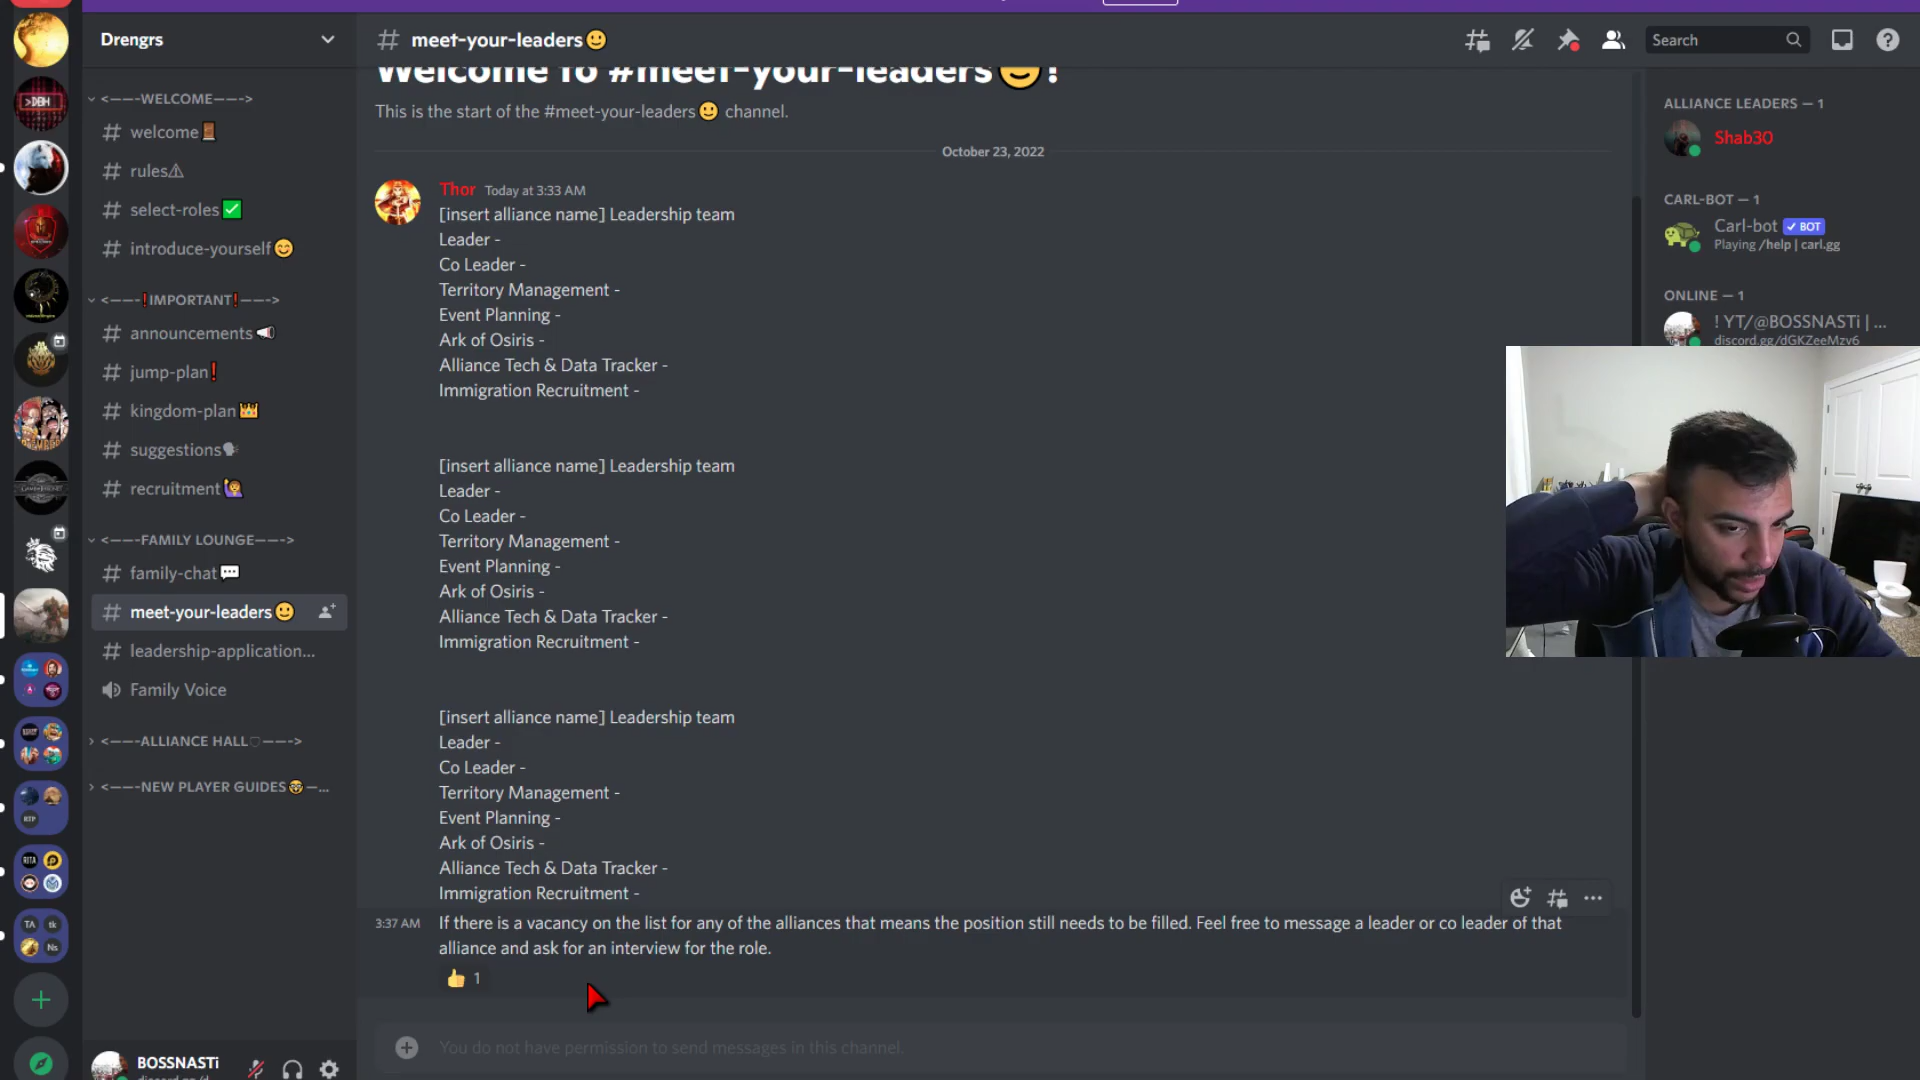 Drengrs
<——-WELCOME——->
welcome🚪
rules⚠
select-roles✅
introduce-yourself😊
<——-❗IMPORTANT❗——->
announcements📢
jump-plan❗
kingdom-plan👑
suggestions🗣
recruitment🙋
<——-FAMILY LOUNGE——->
family-chat💬
meet-your-leaders🙂
leadership-application...
Family Voice
<——-ALLIANCE HALL🛡——->
<——-NEW PLAYER GUIDES🤓—...
BOSSNASTi
# meet-your-leaders🙂
Search
Welcome to #meet-your-leaders🙂!
This is the start of the #meet-your-leaders🙂 channel.
October 23, 2022
Thor Today at 3:33 AM
[insert alliance name] Leadership team
Leader -
Co Leader -
Territory Management -
Event Planning -
Ark of Osiris -
Alliance Tech & Data Tracker -
Immigration Recruitment -
[insert alliance name] Leadership team
Leader -
Co Leader -
Territory Management -
Event Planning -
Ark of Osiris -
Alliance Tech & Data Tracker -
Immigration Recruitment -
[insert alliance name] Leadership team
Leader -
Co Leader -
Territory Management -
Event Planning -
Ark of Osiris -
Alliance Tech & Data Tracker -
Immigration Recruitment -
3:37 AM If there is a vacancy on the list for any of the alliances that means the position still needs to be filled. Feel free to message a leader or co leader of that
alliance and ask for an interview for the role.
👍 1
You do not have permission to send messages in this channel.
ALLIANCE LEADERS — 1
Shab30
CARL-BOT — 1
Carl-bot ✓ BOT
Playing /help | carl.gg
ONLINE — 1
! YT/@BOSSNASTi | ...
discord.gg/dGKZeeMzv6
>DBH
RTP
RITA
TA
tk
Ns